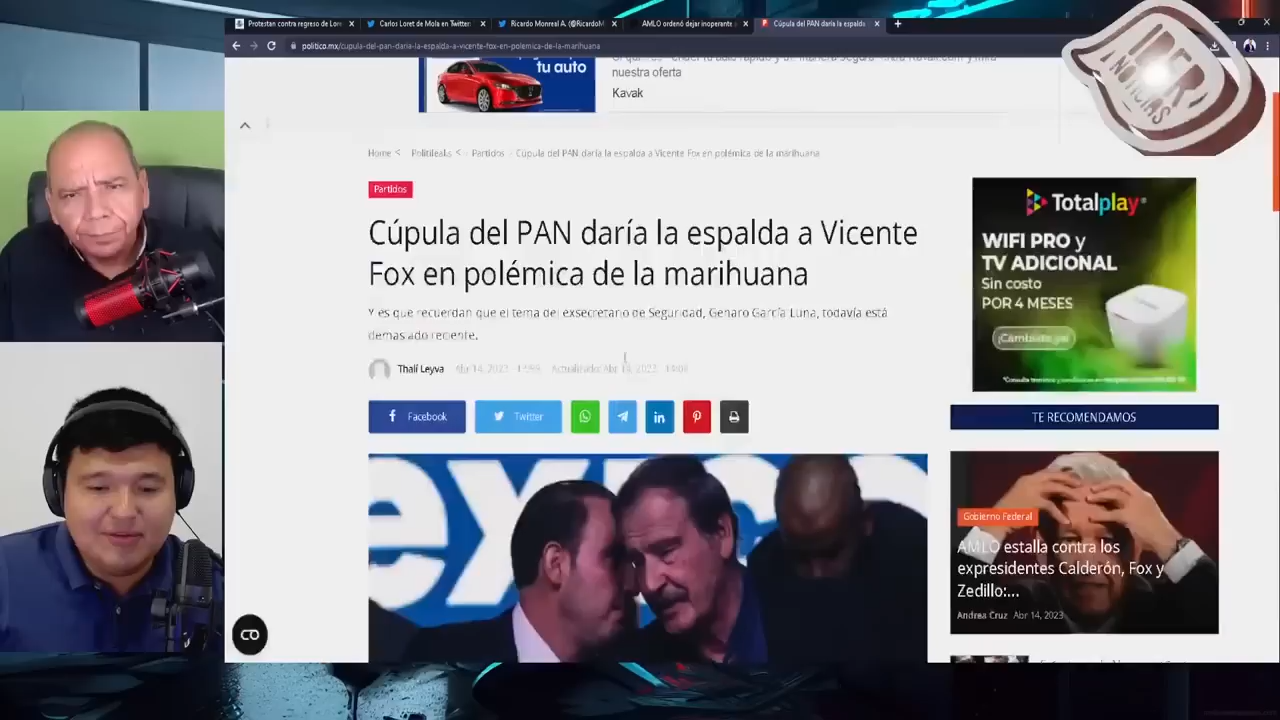 Protestan contra regreso de Lore
Carlos Loret de Mola en Twitter:
Ricardo Monreal A. (@RicardoM
AMLO ordenó dejar inoperante
Cúpula del PAN daría la espalda
politico.mx/cupula-del-pan-daria-la-espalda-a-vicente-fox-en-polemica-de-la-marihuana
NOTICIAS
tu auto
nuestra oferta
Kavak
Home < Politileaks < Partidos Cúpula del PAN daría la espalda a Vicente Fox en polémica de la marihuana
Partidos
Cúpula del PAN daría la espalda a Vicente
Fox en polémica de la marihuana
Y es que recuerdan que el tema del exsecretario de Seguridad, Genaro García Luna, todavía está
demasiado reciente.
Thalí Leyva
Facebook
Twitter
exico
Totalplay
WIFI PRO y
TV ADICIONAL
Sin costo
POR 4 MESES
¡Cámbiate ya!
TE RECOMENDAMOS
Gobierno Federal
AMLO estalla contra los
expresidentes Calderón, Fox y
Zedillo:...
Andrea Cruz Abr 14, 2023